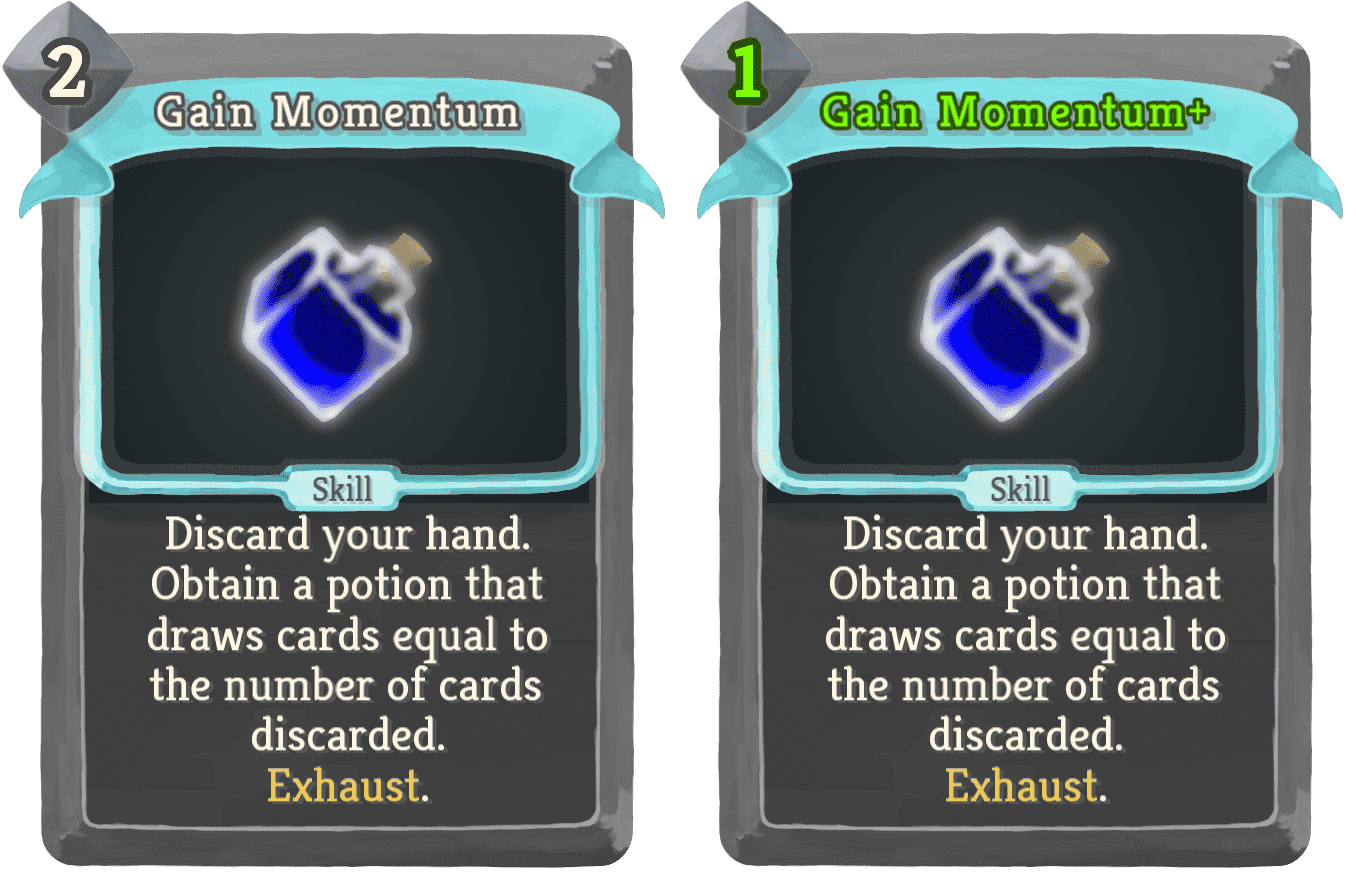 2
Gain Momentum
Skill
Discard your hand.
Obtain a potion that
draws cards equal to
the number of cards
discarded.
Exhaust.
1
Gain Momentum+
Skill
Discard your hand.
Obtain a potion that
draws cards equal to
the number of cards
discarded.
Exhaust.